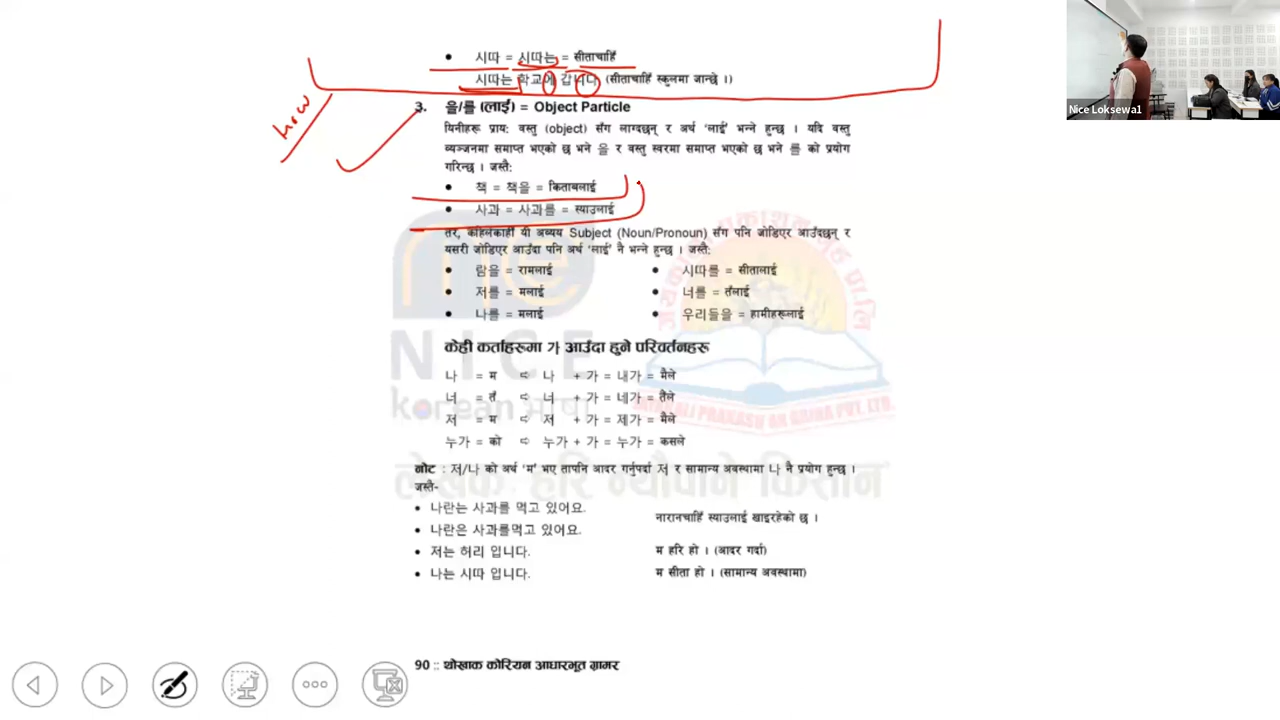 • 시따 = 시따는 = सीताचाहिँ
시따는 학교에 갑니다 (सीताचाहिँ स्कुलमा जान्छे ।)
how
3. 을/를 (लाई) = Object Particle
यिनीहरू प्राय: वस्तु (object) सँग लाग्दछन् र अर्थ 'लाई' भन्ने हुन्छ । यदि वस्तु
व्यञ्जनमा समाप्त भएको छ भने 을 र वस्तु स्वरमा समाप्त भएको छ भने 를 को प्रयोग
गरिन्छ । जस्तै:
• 책 = 책을 = किताबलाई
• 사과 = 사과를 = स्याउलाई
तर, कहिलेकाहीँ यी अव्यय Subject (Noun/Pronoun) सँग पनि जोडिएर आउँदछन् र
यसरी जोडिएर आउँदा पनि अर्थ 'लाई' नै भन्ने हुन्छ । जस्तै:
• 람을 = रामलाई • 시따를 = सीतालाई
• 저를 = मलाई • 너를 = तँलाई
• 나를 = मलाई • 우리들을 = हामीहरूलाई
केही कर्ताहरूमा 가 आउँदा हुने परिवर्तनहरू
나 = म ⇨ 나 + 가 = 내가 = मैले
너 = तँ ⇨ 너 + 가 = 네가 = तैले
저 = म ⇨ 저 + 가 = 제가 = मैले
누가 = को ⇨ 누가 + 가 = 누가 = कसले
नोट : 저/나 को अर्थ 'म' भए तापनि आदर गर्नुपर्दा 저 र सामान्य अवस्थामा 나 नै प्रयोग हुन्छ ।
जस्तै-
• 나란는 사과를 먹고 있어요. नारानचाहिँ स्याउलाई खाइरहेको छ ।
• 나란은 사과를먹고 있어요.
• 저는 허리 입니다. म हरि हो । (आदर गर्दा)
• 나는 시따 입니다. म सीता हो । (सामान्य अवस्थामा)
90 :: थोखाक कोरियन आधारभूत ग्रामर
NICE
korean भाषा
लेखक: हरि न्यौपाने किसान
Nice Loksewa1